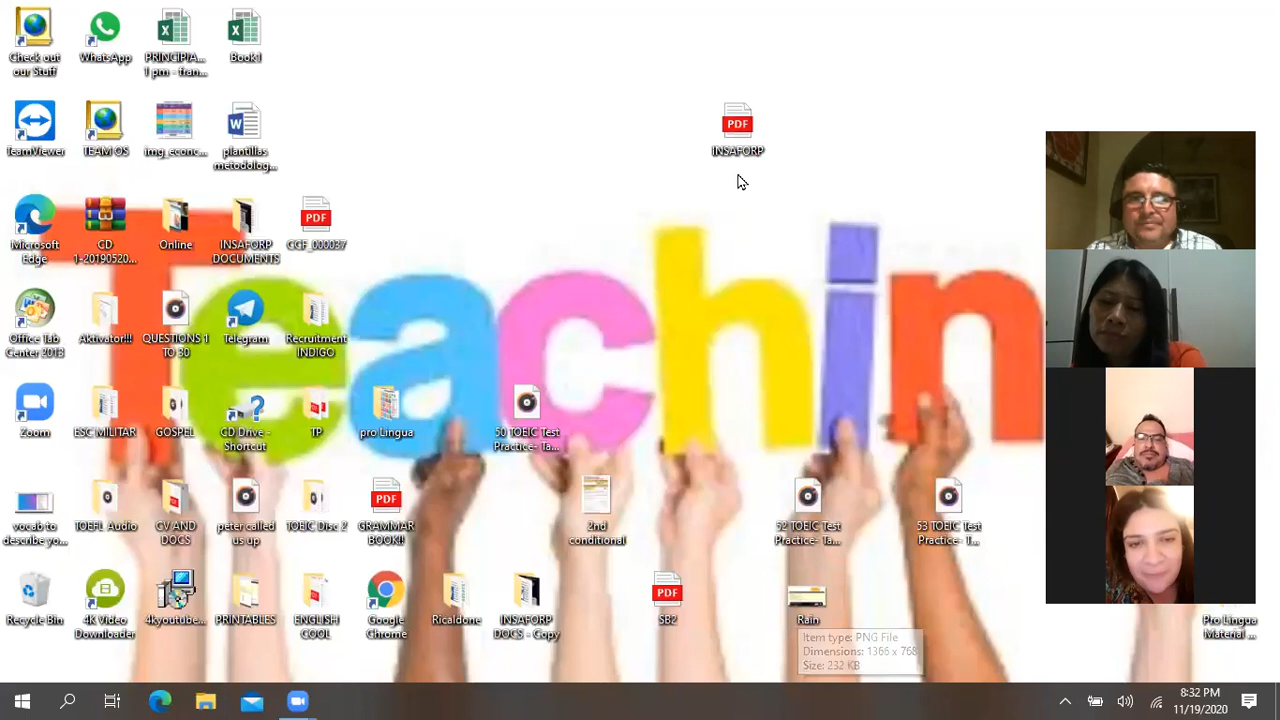 Check out
our Stuff
WhatsApp
PRINCIPIA...
1 pm - fran...
Book1
TeamViewer
TEAM OS
img_econc...
plantillas
metodolog...
PDF
INSAFORP
Microsoft
Edge
CD
1-20190520...
Online
INSAFORP
DOCUMENTS
PDF
CCF_000037
Teachin
Office Tab
Center 2013
Aktivator!!!
QUESTIONS 1
TO 30
Telegram
Recruitment
INDIGO
Zoom
ESC MILITAR
GOSPEL
CD Drive -
Shortcut
TP
pro Lingua
50 TOEIC Test
Practice- Ta...
vocab to
describe yo...
TOEFL Audio
CV AND
DOCS
peter called
us up
TOEIC Disc 2
PDF
GRAMMAR
BOOK!!
2nd
conditional
52 TOEIC Test
Practice- Ta...
53 TOEIC Test
Practice- T...
Recycle Bin
4K Video
Downloader
4kyoutube...
PRINTABLES
ENGLISH
COOL
Google
Chrome
Ricaldone
INSAFORP
DOCS - Copy
PDF
SB2
Rain
Pro Lingua
Material ...
Item type: PNG File
Dimensions: 1366 x 768
Size: 232 KB
8:32 PM
11/19/2020